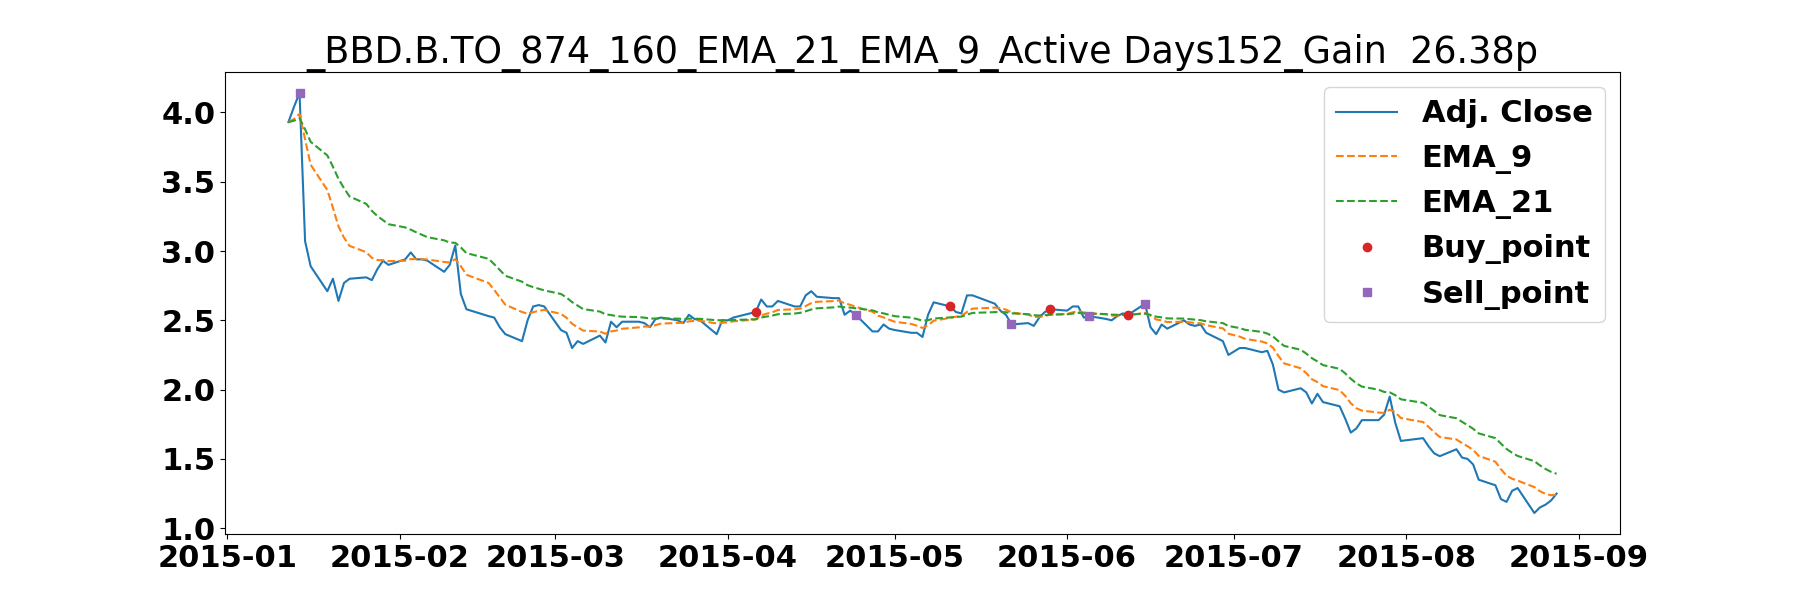 _BBD.B.TO_874_160_EMA_21_EMA_9_Active Days152_Gain  26.38p
4.0
3.5
3.0
2.5
2.0
1.5
1.0
2015-01 2015-02 2015-03 2015-04 2015-05 2015-06 2015-07 2015-08 2015-09
Adj. Close
EMA_9
EMA_21
Buy_point
Sell_point